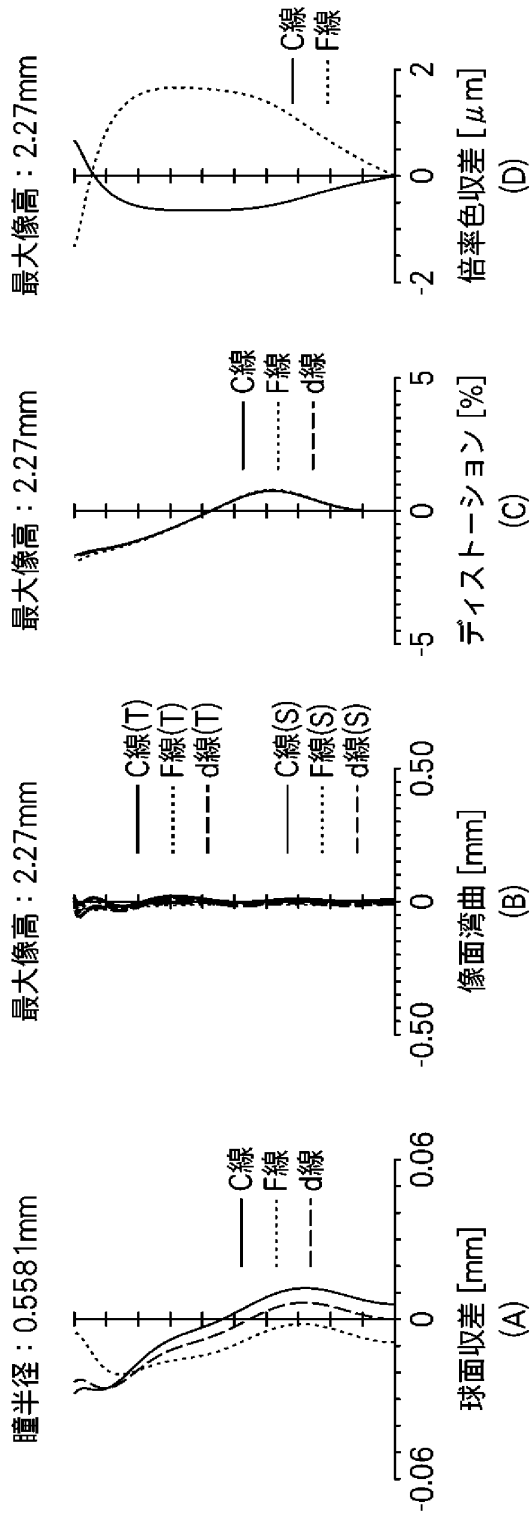 瞳半径：0.5581mm
C線
F線
d線
-0.06
0
0.06
球面収差 [mm]
(A)
最大像高：2.27mm
C線(T)
F線(T)
d線(T)
C線(S)
F線(S)
d線(S)
-0.50
0
0.50
像面湾曲 [mm]
(B)
最大像高：2.27mm
C線
F線
d線
-5
0
5
ディストーション [%]
(C)
最大像高：2.27mm
C線
F線
-2
0
2
倍率色収差 [μm]
(D)